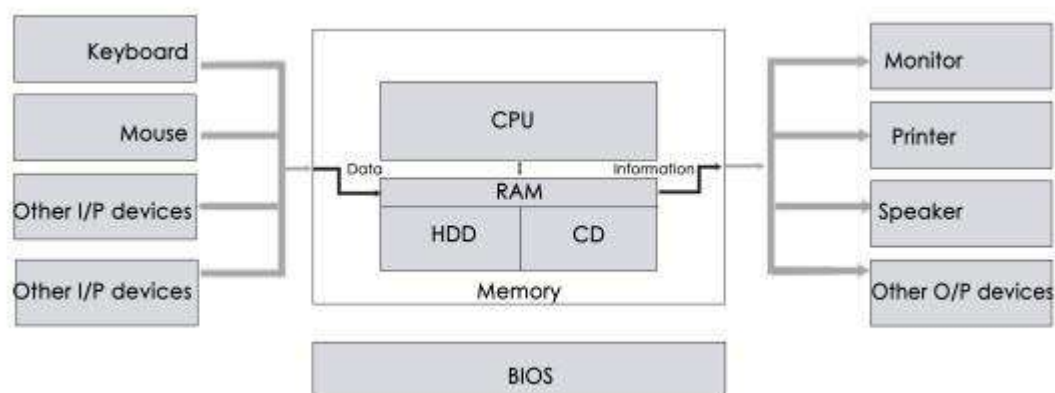 Keyboard
Mouse
Other I/P devices
Other I/P devices
CPU
Data
Information
RAM
HDD
CD
Memory
BIOS
Monitor
Printer
Speaker
Other O/P devices